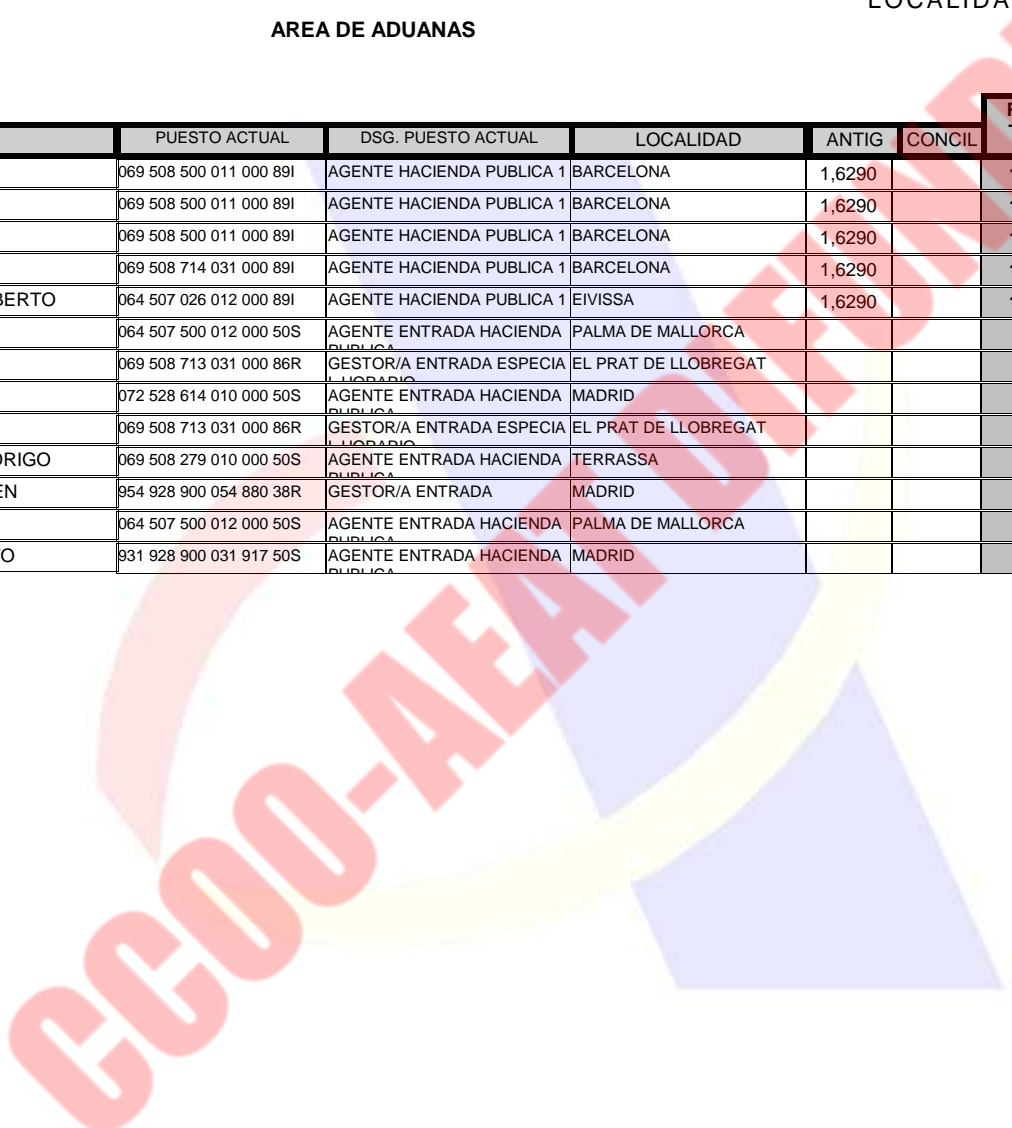 LOCALIDA
AREA DE ADUANAS
PUESTO ACTUAL DSG. PUESTO ACTUAL LOCALIDAD ANTIG CONCIL
069 508 500 011 000 89I AGENTE HACIENDA PUBLICA 1 BARCELONA 1,6290
069 508 500 011 000 89I AGENTE HACIENDA PUBLICA 1 BARCELONA 1,6290
069 508 500 011 000 89I AGENTE HACIENDA PUBLICA 1 BARCELONA 1,6290
069 508 714 031 000 89I AGENTE HACIENDA PUBLICA 1 BARCELONA 1,6290
BERTO 064 507 026 012 000 89I AGENTE HACIENDA PUBLICA 1 EIVISSA 1,6290
064 507 500 012 000 50S AGENTE ENTRADA HACIENDA PALMA DE MALLORCA
PUBLICA
069 508 713 031 000 86R GESTOR/A ENTRADA ESPECIA EL PRAT DE LLOBREGAT
L HORARIO
072 528 614 010 000 50S AGENTE ENTRADA HACIENDA MADRID
PUBLICA
069 508 713 031 000 86R GESTOR/A ENTRADA ESPECIA EL PRAT DE LLOBREGAT
L HORARIO
DRIGO 069 508 279 010 000 50S AGENTE ENTRADA HACIENDA TERRASSA
PUBLICA
EN 954 928 900 054 880 38R GESTOR/A ENTRADA MADRID
064 507 500 012 000 50S AGENTE ENTRADA HACIENDA PALMA DE MALLORCA
PUBLICA
TO 931 928 900 031 917 50S AGENTE ENTRADA HACIENDA MADRID
PUBLICA
CCOO-AEAT DIFUND